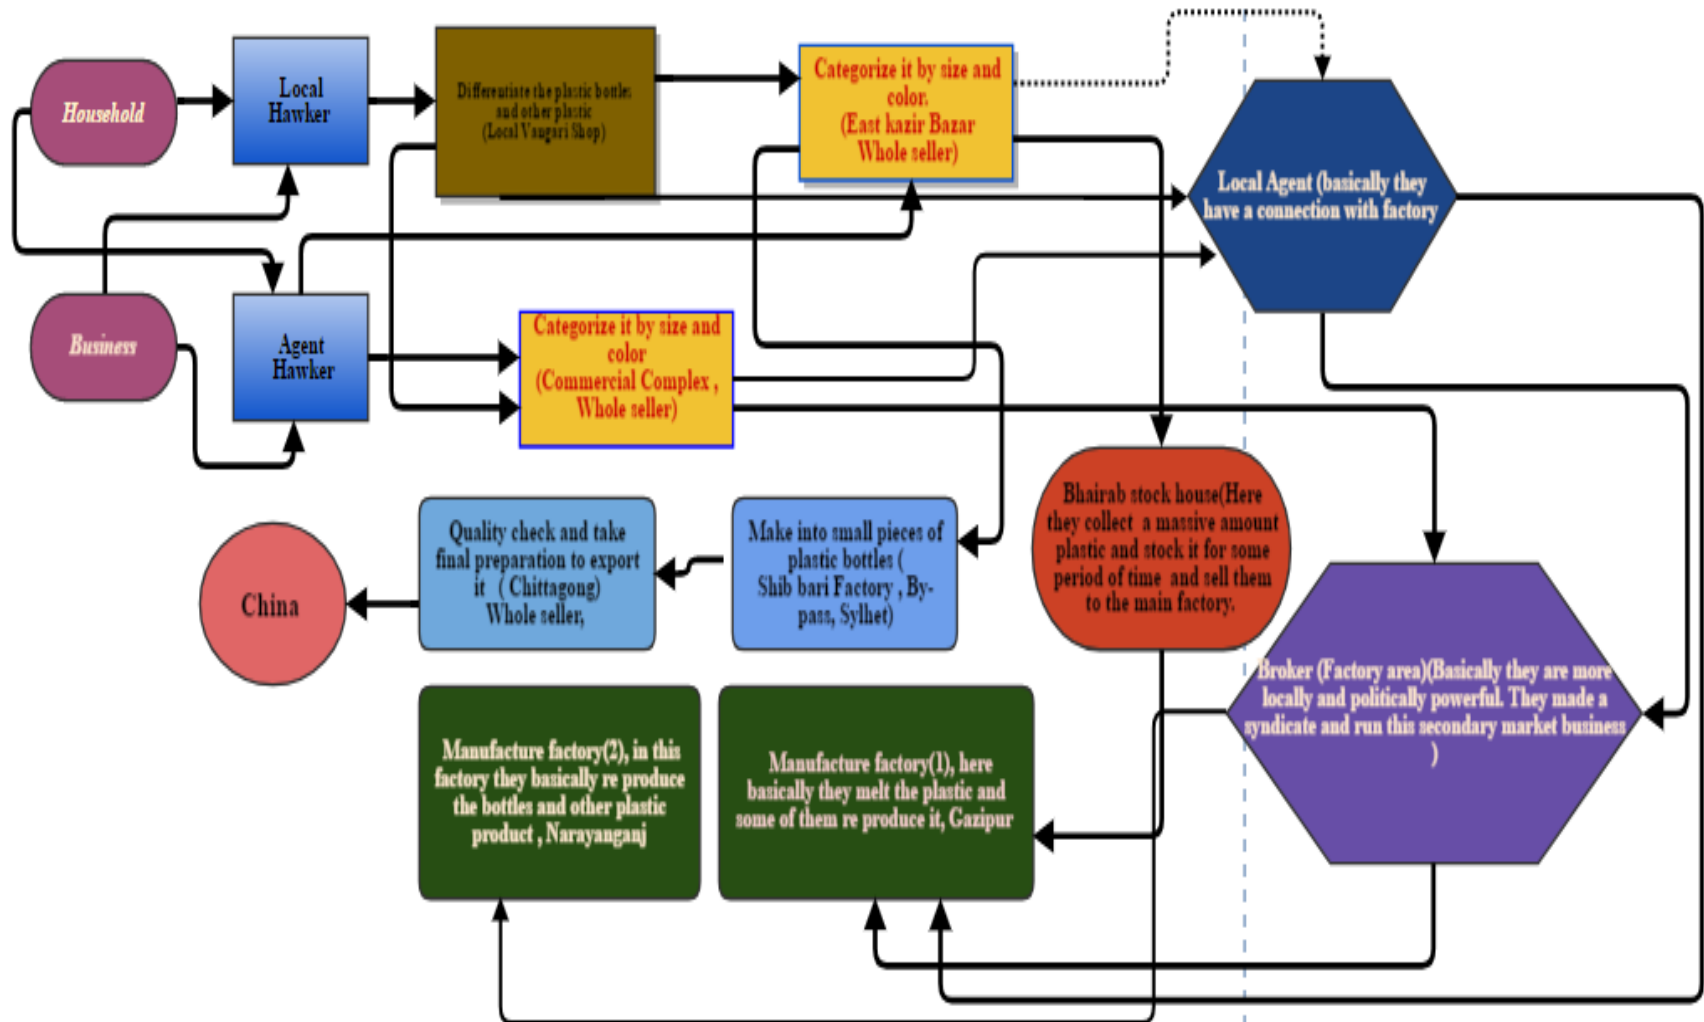 Household
Local
Hawker
Differentiate the plastic bottles
and other plastic
(Local Vangari Shop)
Categorize it by size and
color.
(East kazir Bazar
Whole seller)
Local Agent (basically they
have a connection with factory
Business
Agent
Hawker
Categorize it by size and
color
(Commercial Complex ,
Whole seller)
China
Quality check and take
final preparation to export
it ( Chittagong)
Whole seller,
Make into small pieces of
plastic bottles (
Shib bari Factory , By-
pass, Sylhet)
Bhairab stock house(Here
they collect a massive amount
plastic and stock it for some
period of time and sell them
to the main factory.
Broker (Factory area)(Basically they are more
locally and politically powerful. They made a
syndicate and run this secondary market business
)
Manufacture factory(2), in this
factory they basically re produce
the bottles and other plastic
product , Narayanganj
Manufacture factory(1), here
basically they melt the plastic and
some of them re produce it, Gazipur